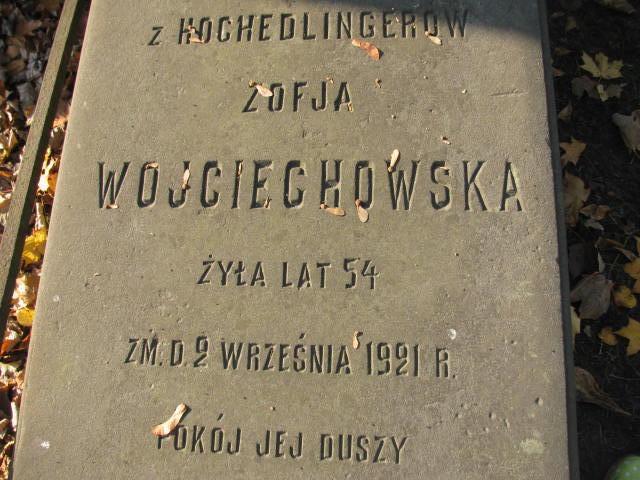 z HOCHEDLINGERÓW
ZOFJA
WOJCIECHOWSKA
ŻYŁA LAT 54
ZM. D. 2 WRZEŚNIA 1921 R.
POKÓJ JEJ DUSZY